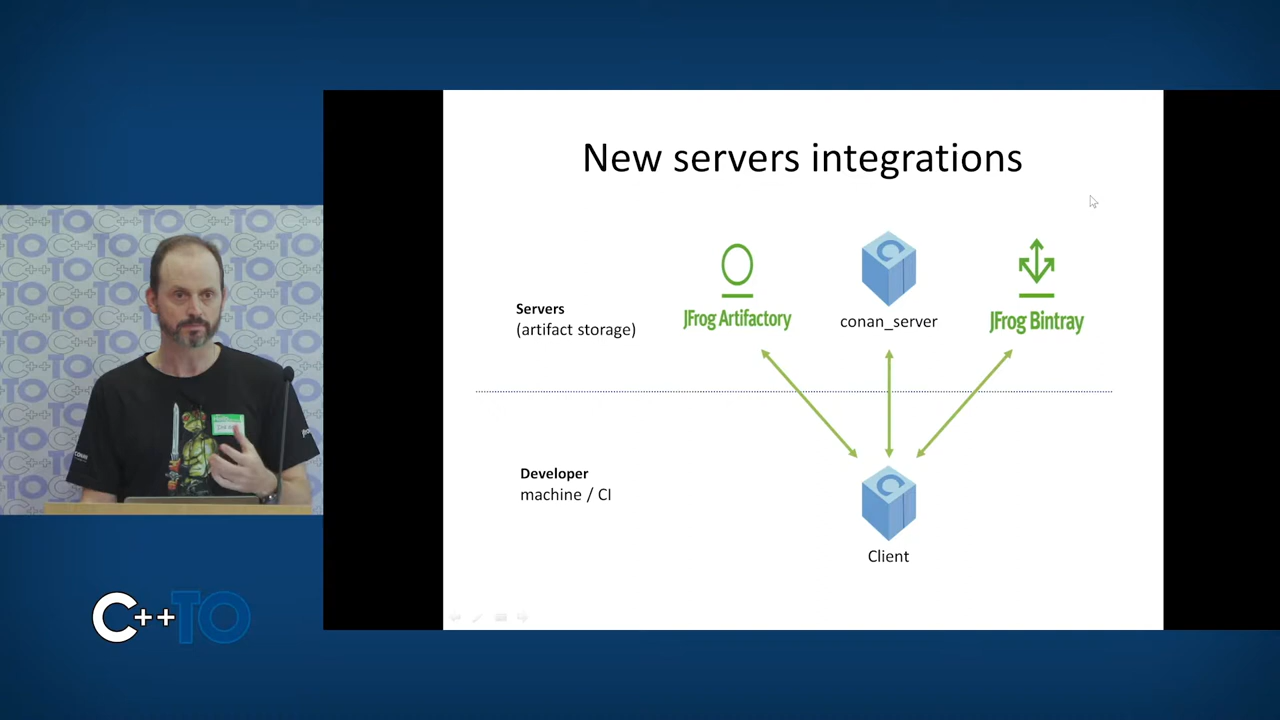 New servers integrations
Servers
(artifact storage)
JFrog Artifactory
conan_server
JFrog Bintray
Developer
machine / CI
Client
C++TO